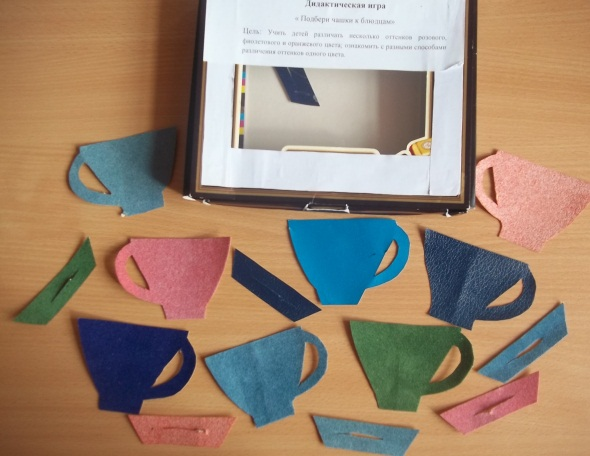 Дидактическая игра
« Подбери чашки к блюдцам»
Цель: Учить детей различать несколько оттенков розового,
фиолетового и оранжевого цвета; ознакомить с разными способами
различения оттенков одного цвета.